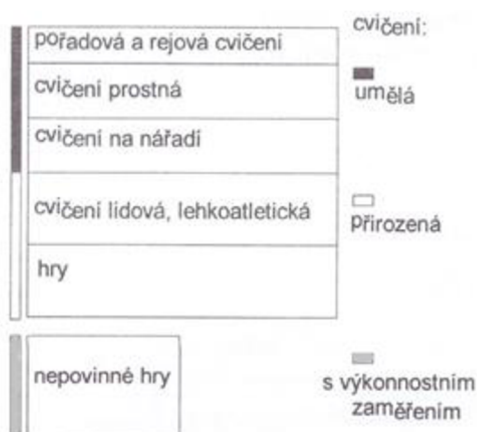 pořadová a rejová cvičení
cvičení prostná
cvičení na nářadí
cvičení lidová, lehkoatletická
hry
nepovinné hry
cvičení:
umělá
přirozená
s výkonnostním
zaměřením